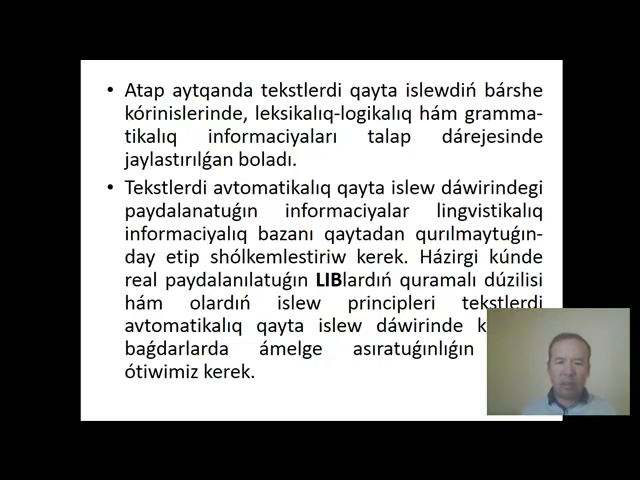 • Atap aytqanda tekstlerdi qayta islewdiń bárshe
kórinislerinde, leksikalıq-logikalıq hám gramma-
tikalıq informaciyaları talap dárejesinde
jaylastırılǵan boladı.
• Tekstlerdi avtomatikalıq qayta islew dáwirindegi
paydalanatuǵın informaciyalar lingvistikalıq
informaciyalıq bazanı qaytadan qurılmaytuǵın-
day etip shólkemlestiriw kerek. Házirgi kúnde
real paydalanılatuǵın LIBlardıń quramalı dúzilisi
hám olardıń islew principleri tekstlerdi
avtomatikalıq qayta islew dáwirinde
baǵdarlarda ámelge asıratuǵınlıǵın
ótiwimiz kerek.